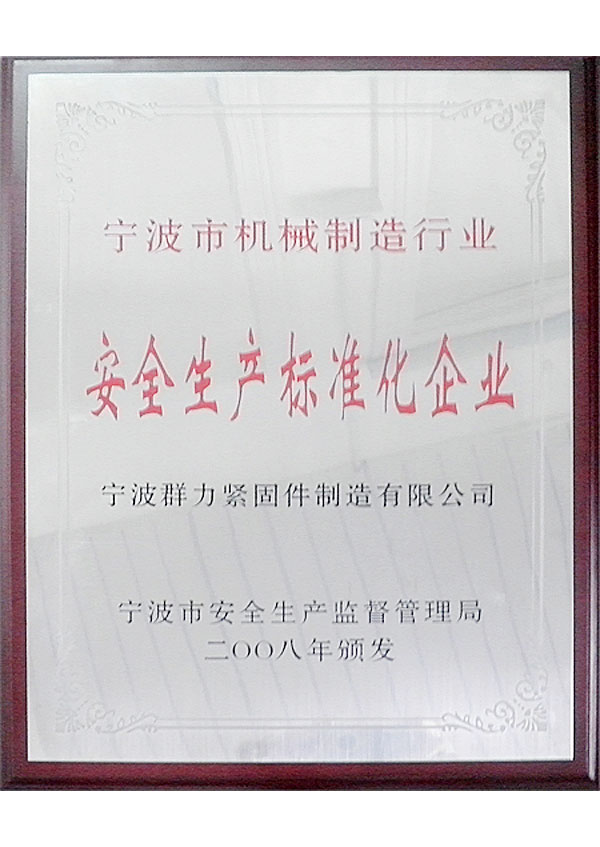 宁波市机械制造行业
安全生产标准化企业
宁波群力紧固件制造有限公司
宁波市安全生产监督管理局
二〇〇八年颁发